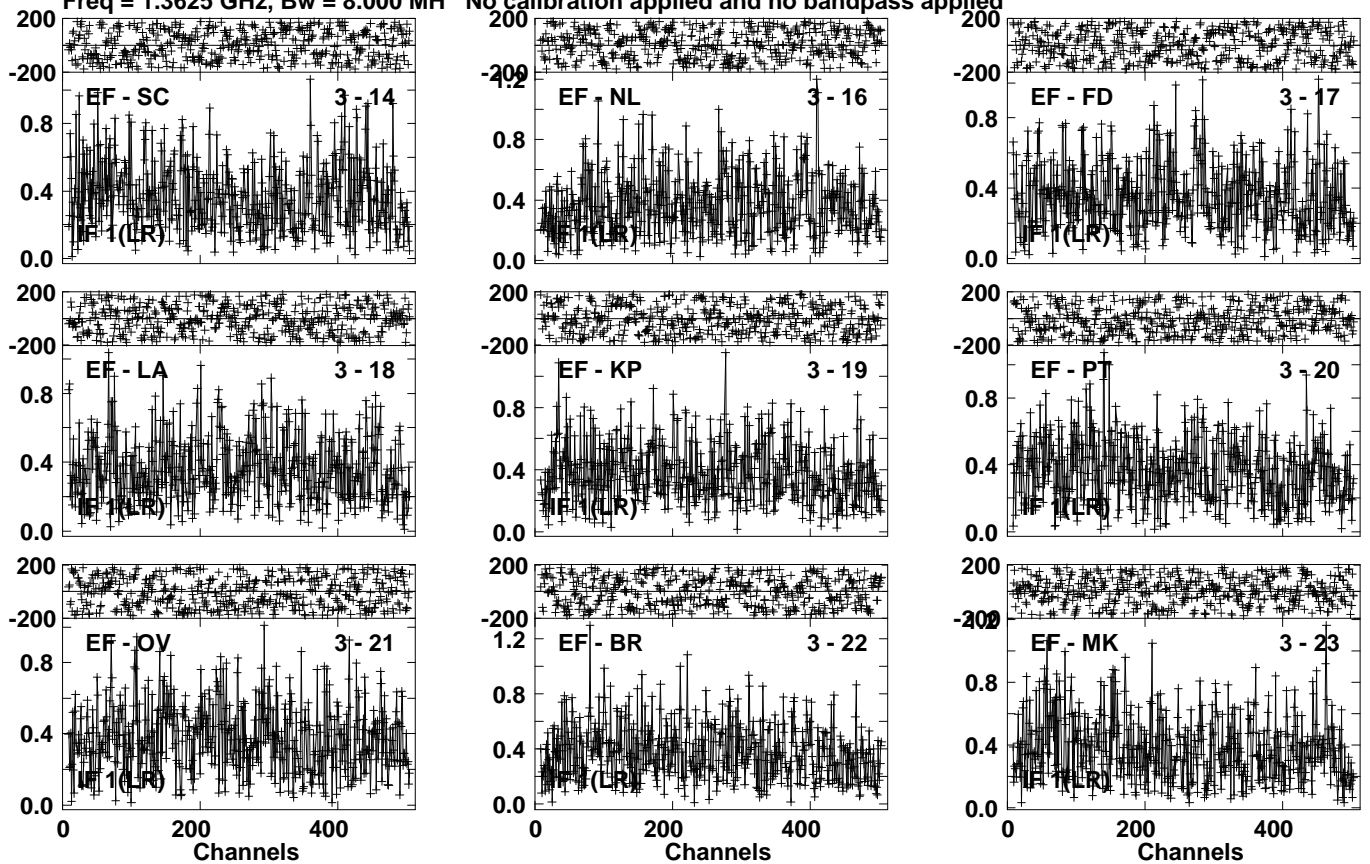 Freq = 1.3625 GHz, Bw = 8.000 MH No calibration applied and no bandpass applied
200 200 200
-200 -200 -200
EF - SC 3 - 14 1.2 EF - NL 3 - 16 EF - FD 3 - 17
0.8 0.8 0.8
0.4 0.4 0.4
IF 1(LR) IF 1(LR) IF 1(LR)
0.0 0.0 0.0
200 200 200
-200 -200 -200
EF - LA 3 - 18 EF - KP 3 - 19 EF - PT 3 - 20
0.8 0.8 0.8
0.4 0.4 0.4
IF 1(LR) IF 1(LR) IF 1(LR)
0.0 0.0 0.0
200 200 200
-200 -200 -200
EF - OV 3 - 21 1.2 EF - BR 3 - 22 1.2 EF - MK 3 - 23
0.8 0.8 0.8
0.4 0.4 0.4
IF 1(LR) IF 1(LR) IF 1(LR)
0.0 0.0 0.0
0 200 400 0 200 400 0 200 400
Channels Channels Channels